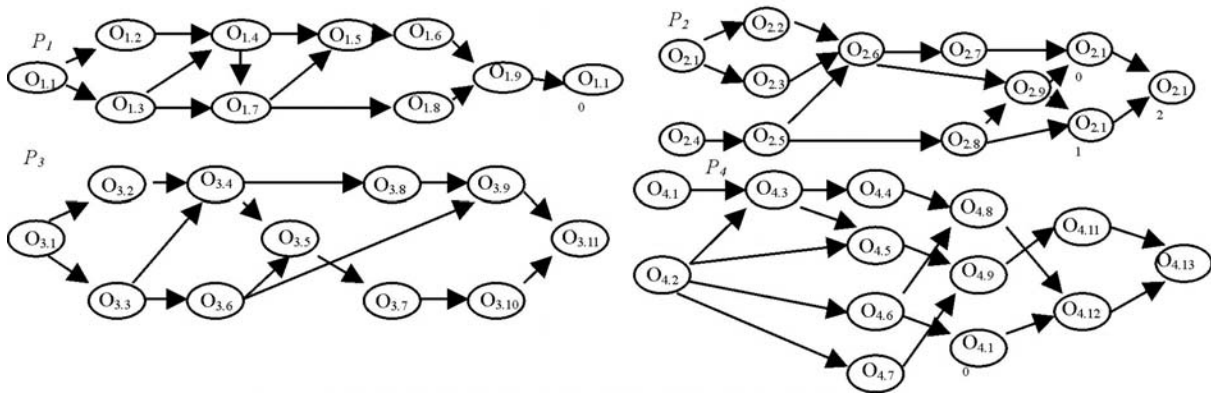 P1
O1.1
O1.2
O1.3
O1.4
O1.7
O1.5
O1.6
O1.8
O1.9
O1.1
0
P2
O2.1
O2.2
O2.3
O2.4
O2.5
O2.6
O2.7
O2.8
O2.9
O2.1
0
O2.1
1
O2.1
2
P3
O3.1
O3.2
O3.3
O3.4
O3.6
O3.5
O3.8
O3.7
O3.9
O3.10
O3.11
P4
O4.1
O4.2
O4.3
O4.4
O4.5
O4.6
O4.7
O4.8
O4.9
O4.1
0
O4.11
O4.12
O4.13